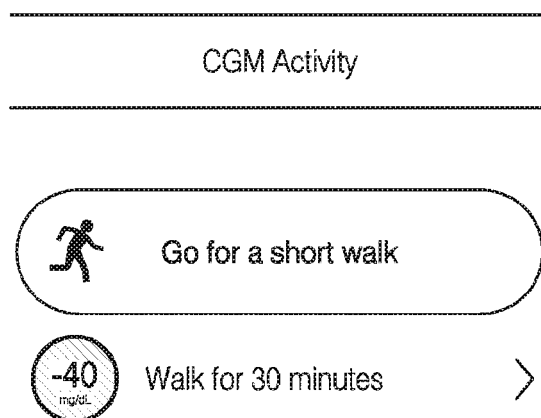 CGM Activity
Go for a short walk
-40
mg/dL
Walk for 30 minutes